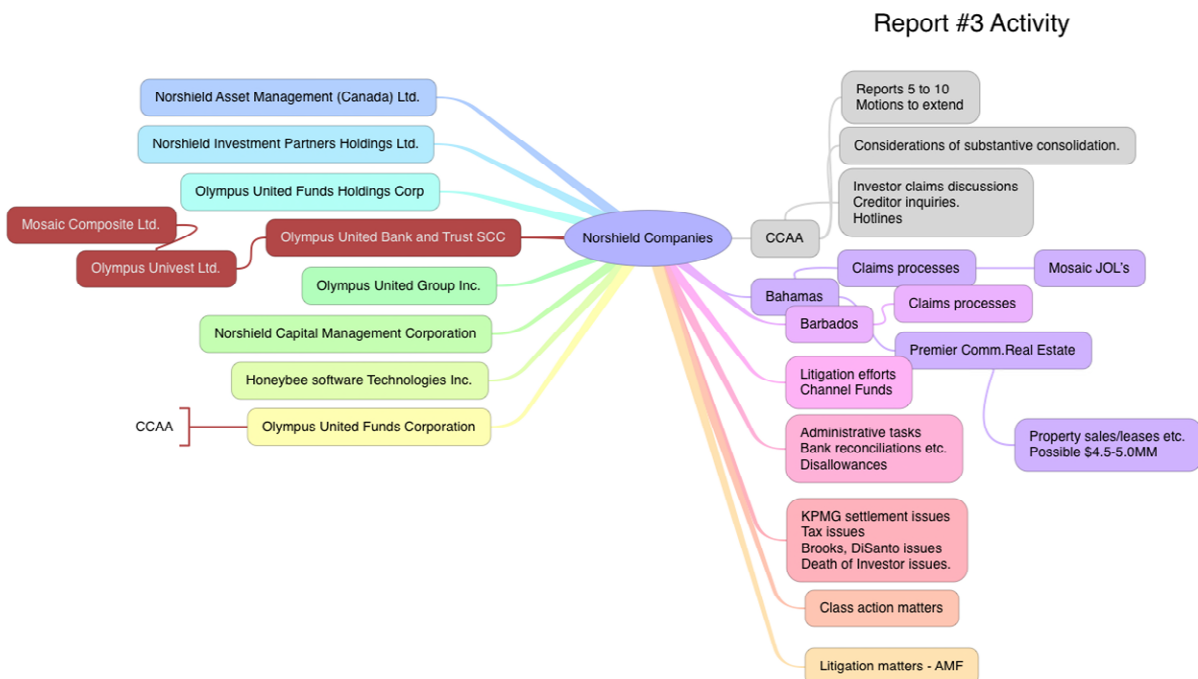 Report #3 Activity
Norshield Asset Management (Canada) Ltd.
Norshield Investment Partners Holdings Ltd.
Olympus United Funds Holdings Corp
Mosaic Composite Ltd.
Olympus United Bank and Trust SCC
Olympus Univest Ltd.
Olympus United Group Inc.
Norshield Capital Management Corporation
Honeybee software Technologies Inc.
CCAA
Olympus United Funds Corporation
Norshield Companies
Reports 5 to 10
Motions to extend
Considerations of substantive consolidation.
Investor claims discussions
Creditor inquiries.
Hotlines
CCAA
Claims processes
Mosaic JOL's
Bahamas
Claims processes
Barbados
Premier Comm.Real Estate
Litigation efforts
Channel Funds
Property sales/leases etc.
Possible $4.5-5.0MM
Administrative tasks
Bank reconciliations etc.
Disallowances
KPMG settlement issues
Tax issues
Brooks, DiSanto issues
Death of Investor issues.
Class action matters
Litigation matters - AMF